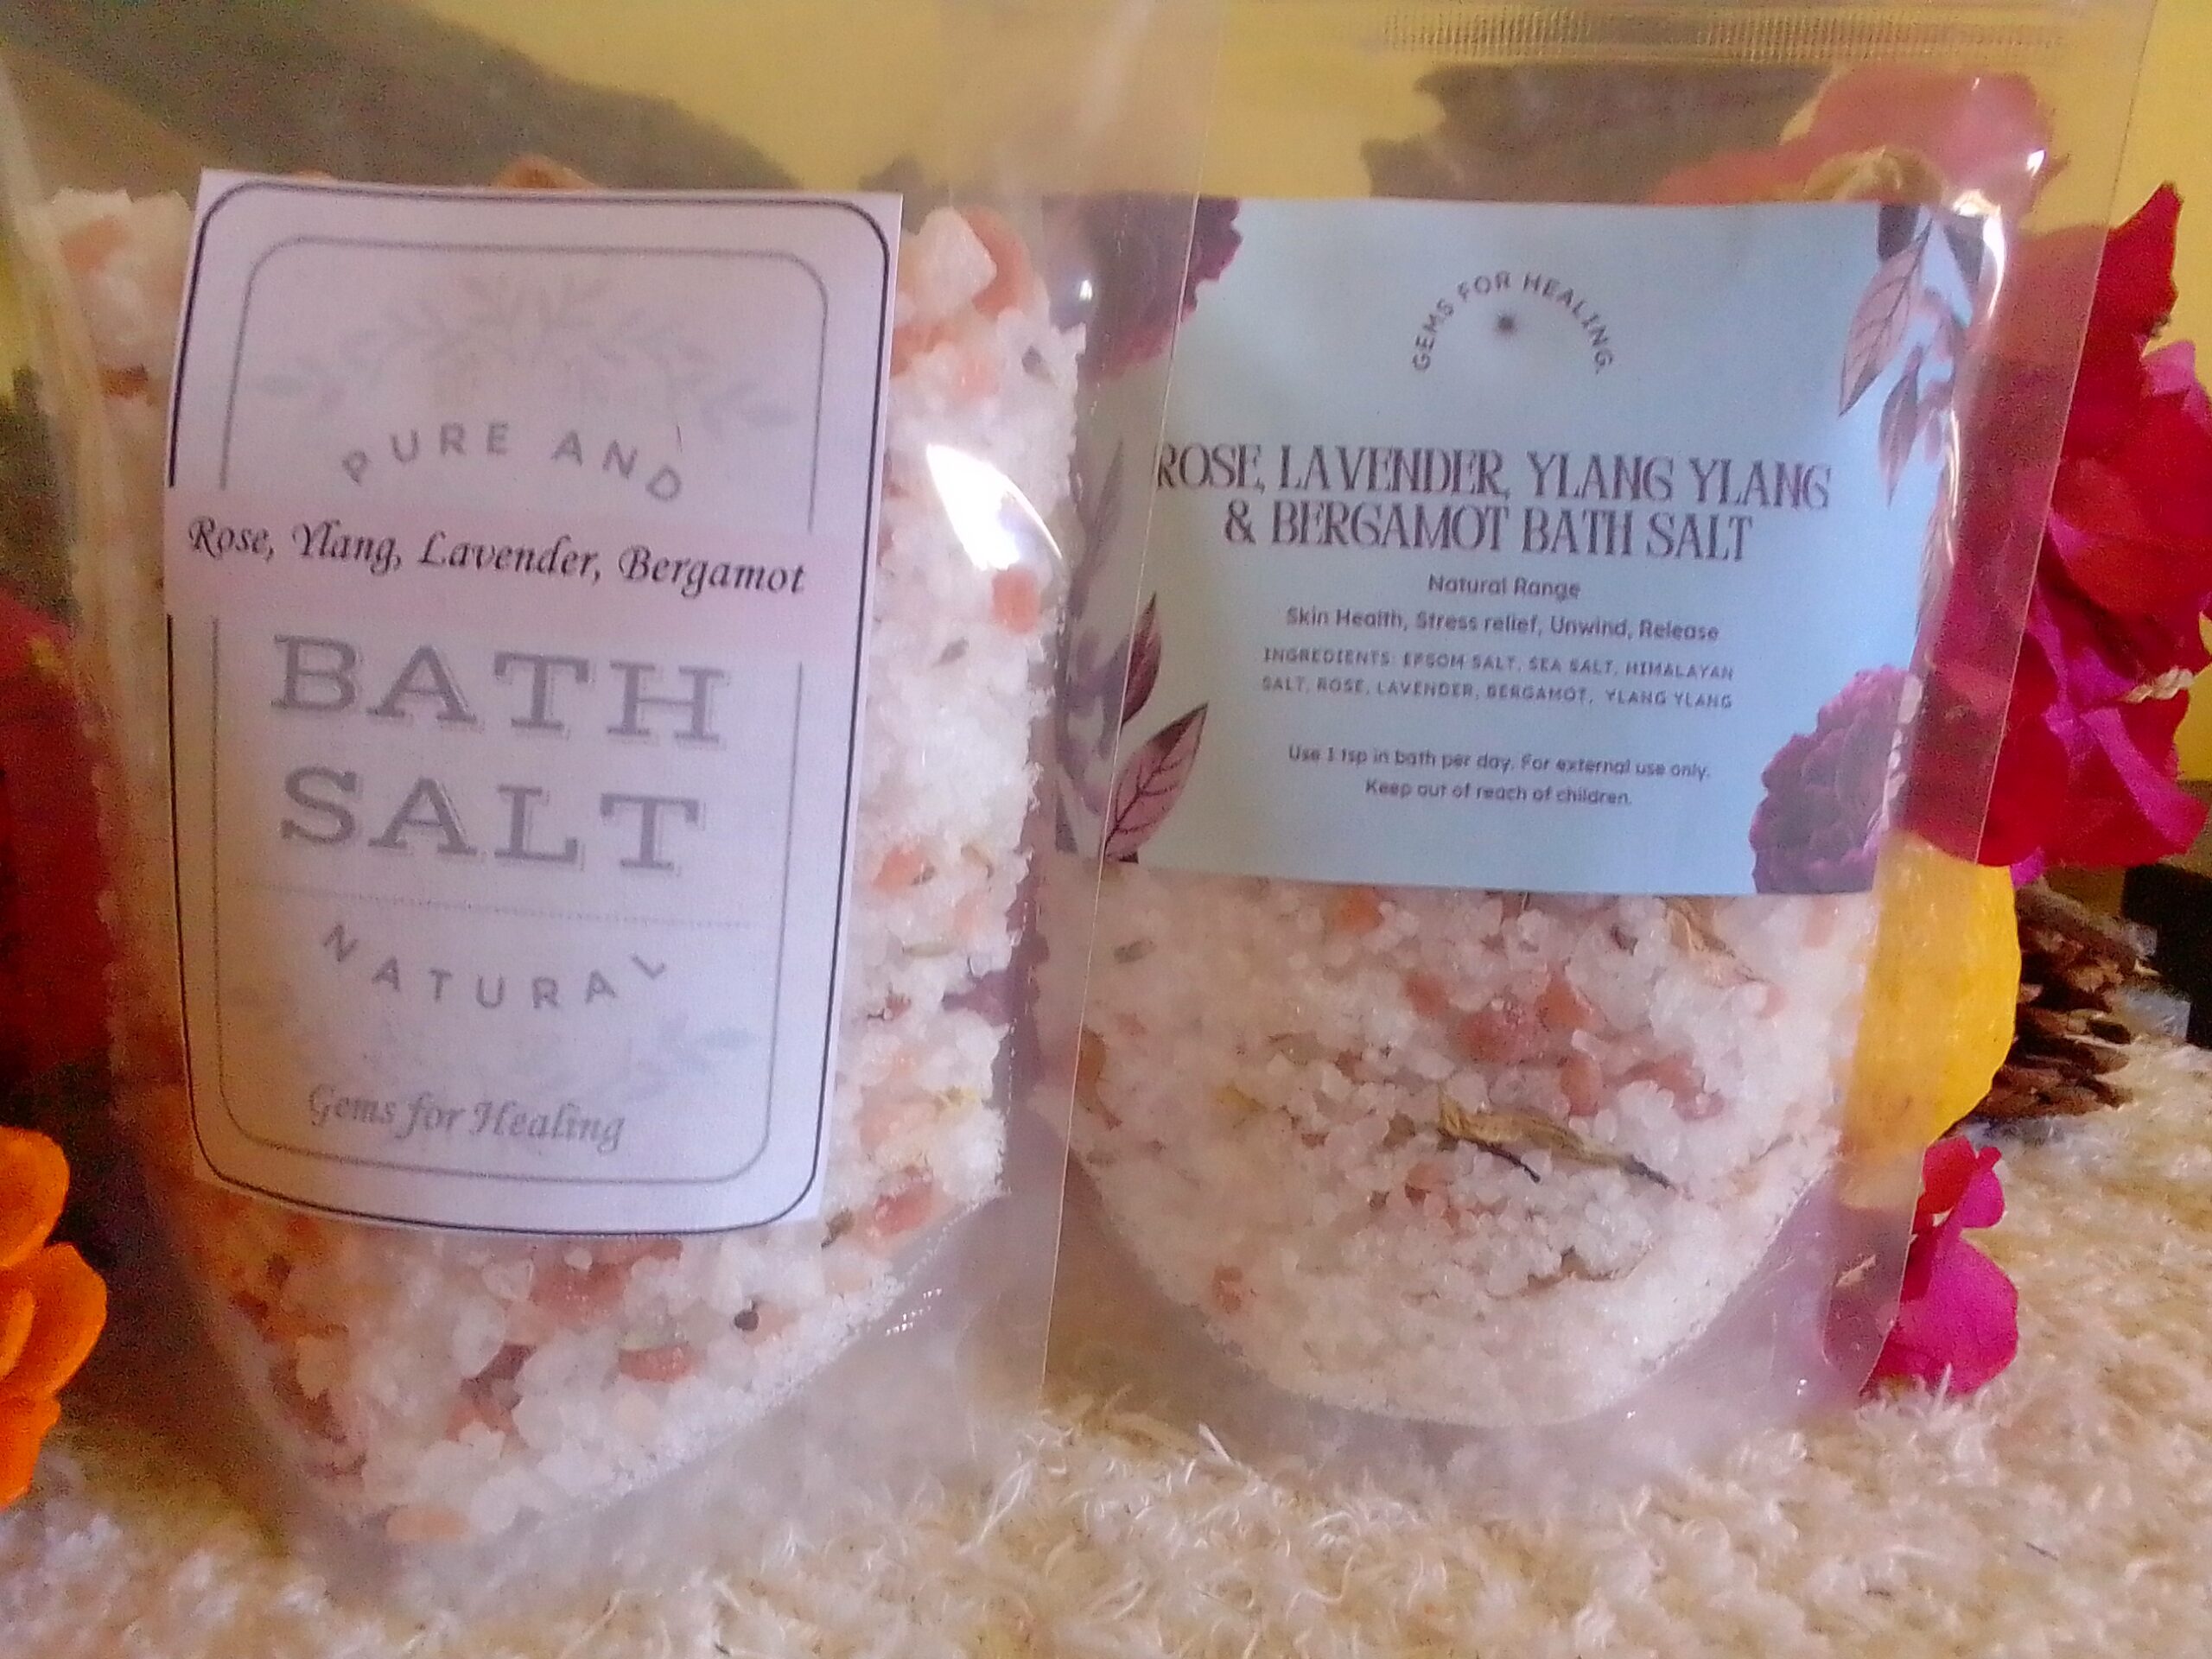 PURE AND
Rose, Ylang, Lavender, Bergamot
BATH
SALT
NATURAL
Gems for Healing
GEMS FOR HEALING.
ROSE, LAVENDER, YLANG YLANG
& BERGAMOT BATH SALT
Natural Range
Skin Health, Stress relief, Unwind, Release
INGREDIENTS: EPSOM SALT, SEA SALT, HIMALAYAN
SALT, ROSE, LAVENDER, BERGAMOT, YLANG YLANG
Use 1 tsp in bath per day. For external use only.
Keep out of reach of children.